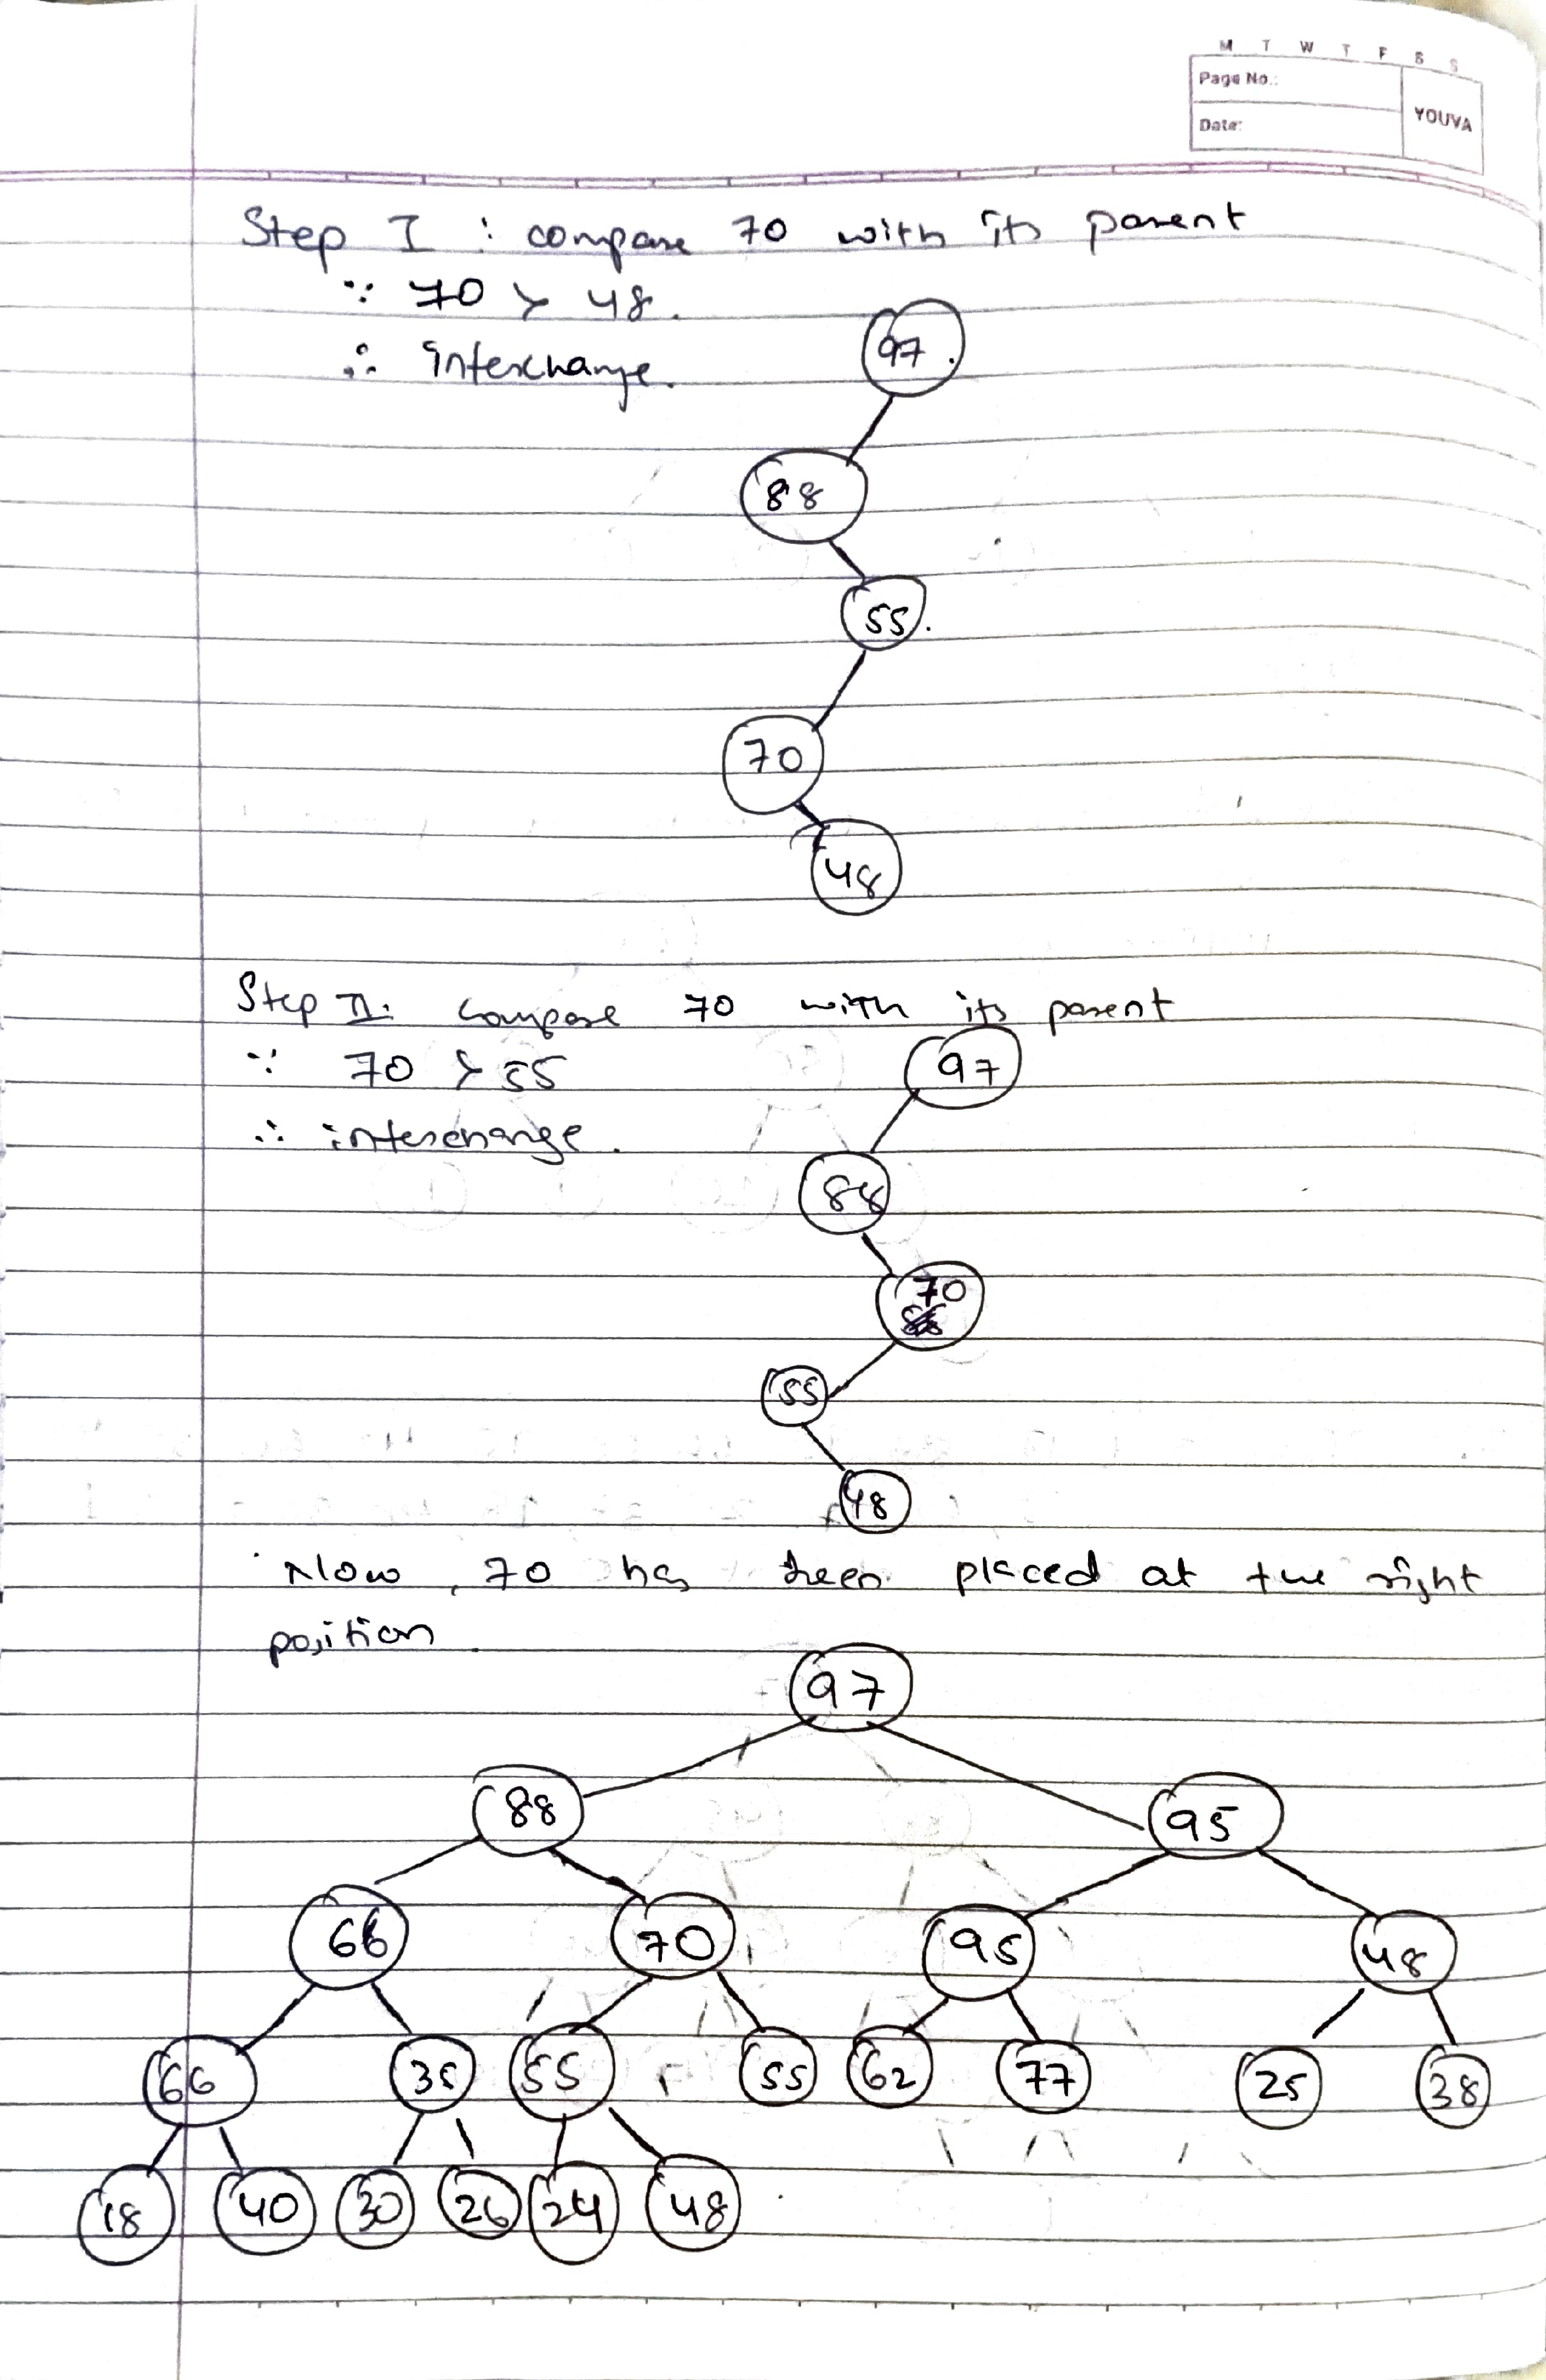 M T W T F S S
Page No.:
Date:
YOUVA
Step I : compare 70 with its parent
∵ 70 > 48.
∴ interchange.
97
88
55
70
48
Step II: compare 70 with its parent
∵ 70 > 55
∴ interchange.
97
88
70
55
48
Now, 70 has been placed at the right
position.
97
88 95
66 70 95 48
66 35 55 55 62 77 25 38
18 40 30 26 24 48